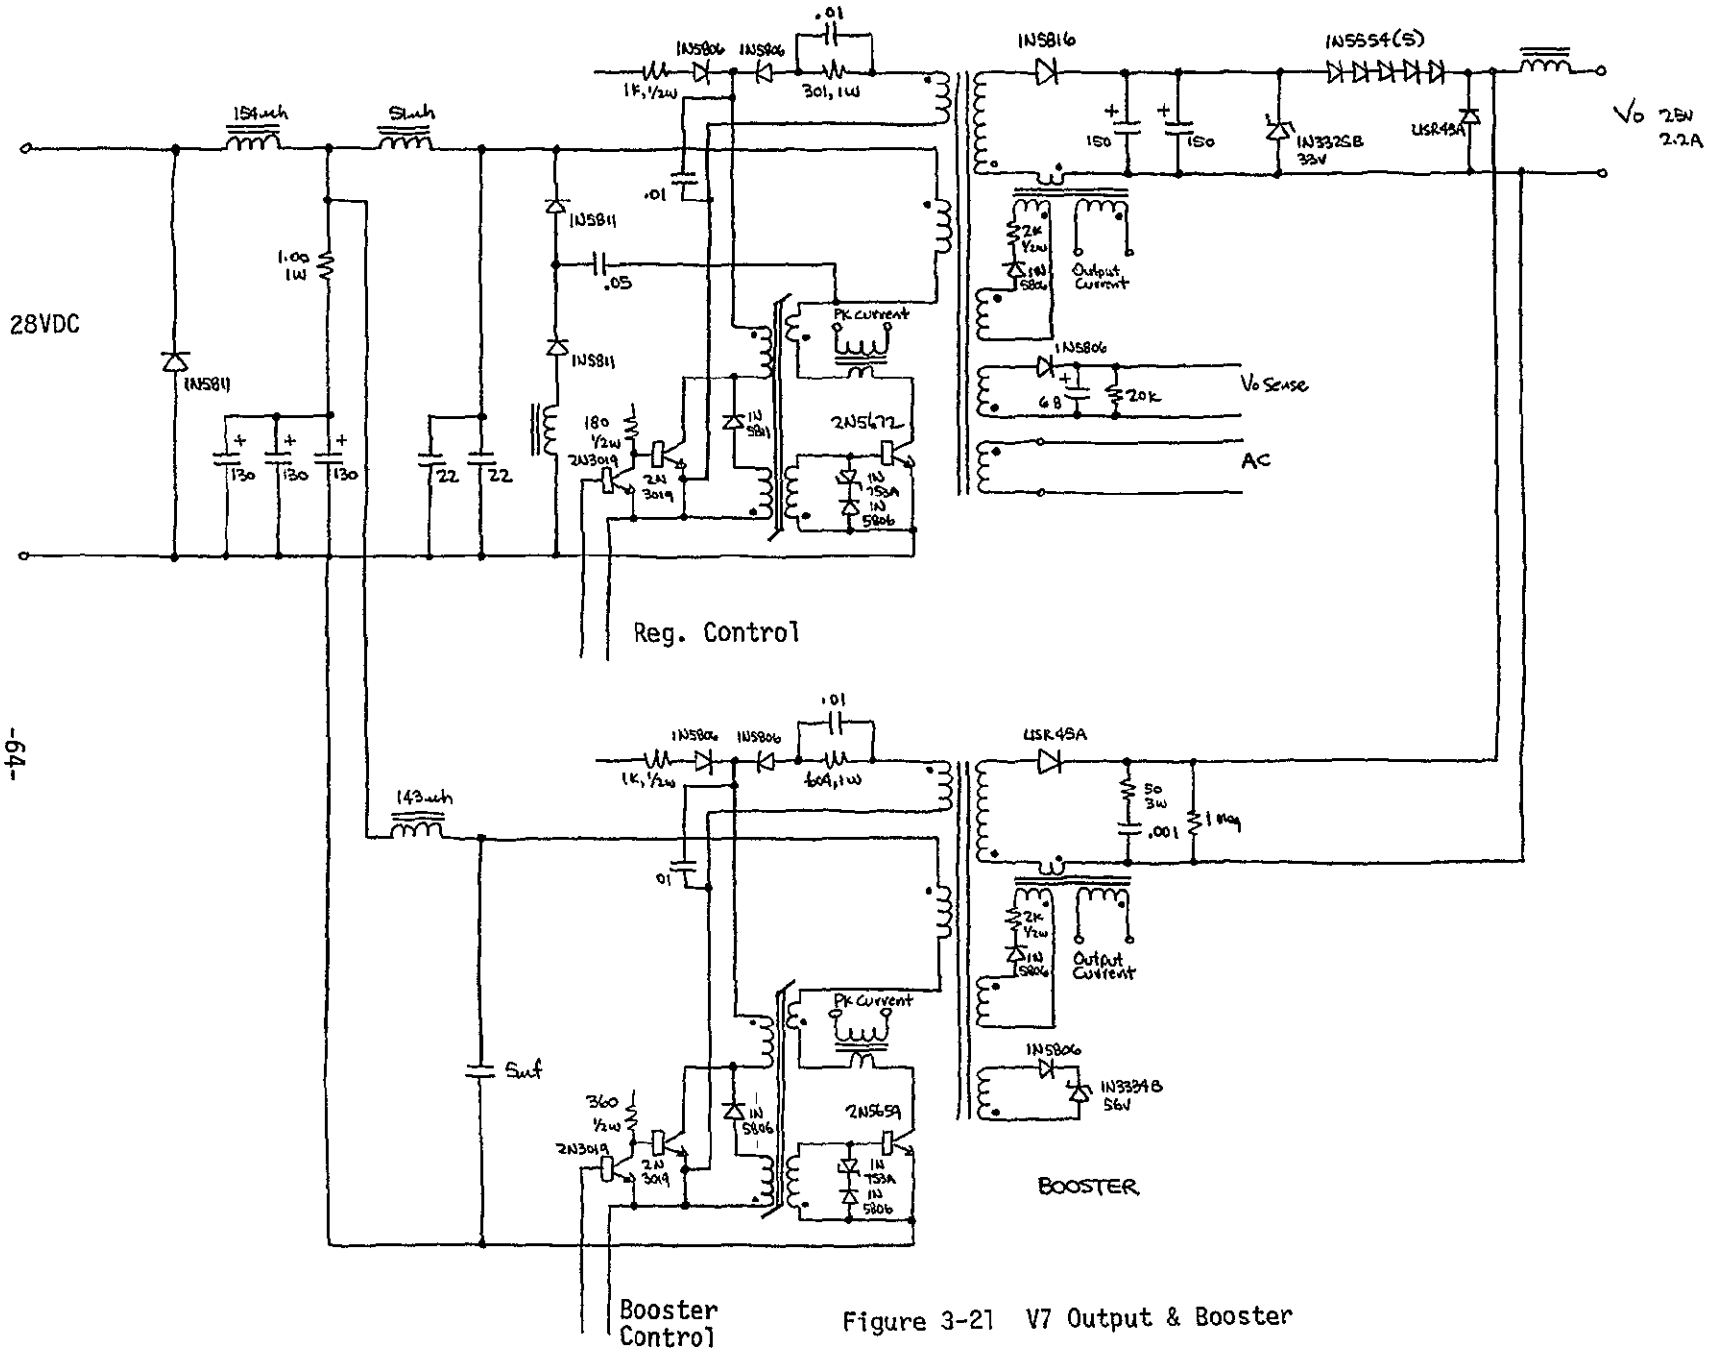 .01
1N5806
1N5806
1K, 1/2W
301, 1W
1N5816
1N5554(5)
154uh
51uh
.01
150
150
1N3325B
33V
USR45A
Vo 25V
2.2A
1N5811
1.00
1W
.05
2K
1/2W
1N
5806
Output
Current
28VDC
Pk current
1N5811
1N5811
1N5806
68
20K
Vo Sense
180
1/2W
2N3019
2N
3019
1N
5811
2N5672
1N
753A
1N
5806
AC
130
130
130
22
22
Reg. Control
-64-
.01
1N5806
1N5806
1K, 1/2W
604, 1W
USR45A
50
3W
.001
1 Meg
143uh
01
2K
1/2W
1N
5806
Output
Current
Pk current
5uf
1N5806
1N3334B
56V
360
1/2W
2N3019
2N
3019
1N
5806
2N5659
1N
753A
1N
5806
BOOSTER
Booster
Control
Figure 3-21 V7 Output & Booster